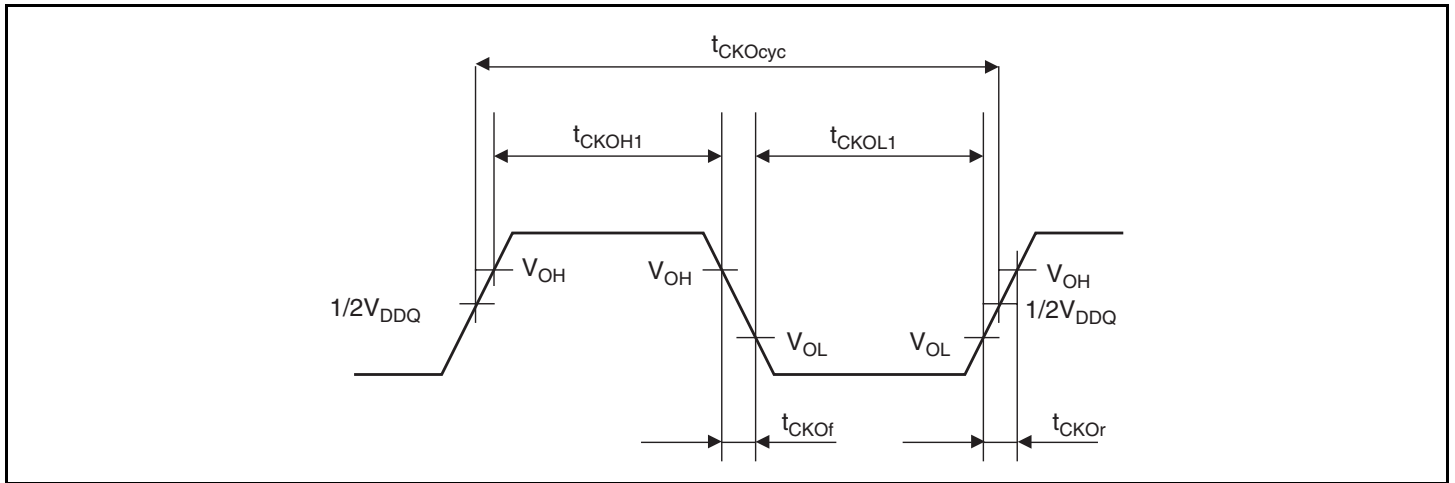 tCKOcyc
tCKOH1
tCKOL1
VOH
VOH
VOH
1/2VDDQ
1/2VDDQ
VOL
VOL
tCKOf
tCKOr